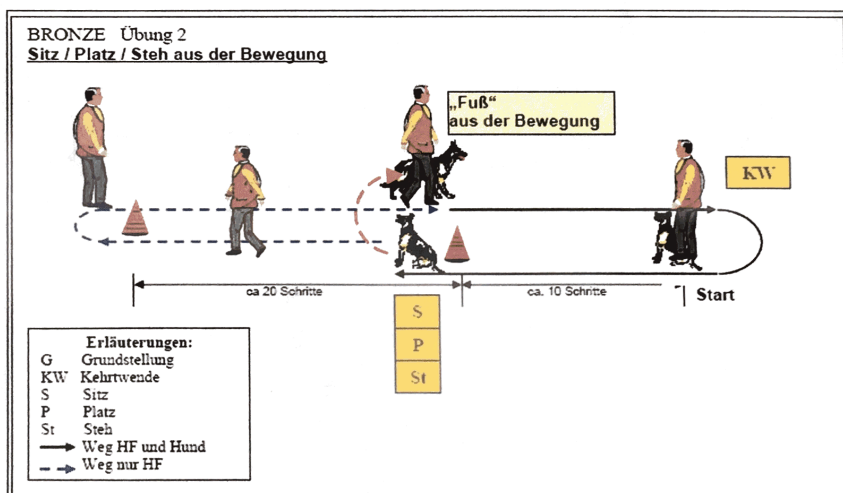 BRONZE Übung 2
Sitz / Platz / Steh aus der Bewegung
„Fuß“
aus der Bewegung
KW
ca 20 Schritte
ca. 10 Schritte
Start
S
P
St
Erläuterungen:
G Grundstellung
KW Kehrtwende
S Sitz
P Platz
St Steh
Weg HF und Hund
Weg nur HF